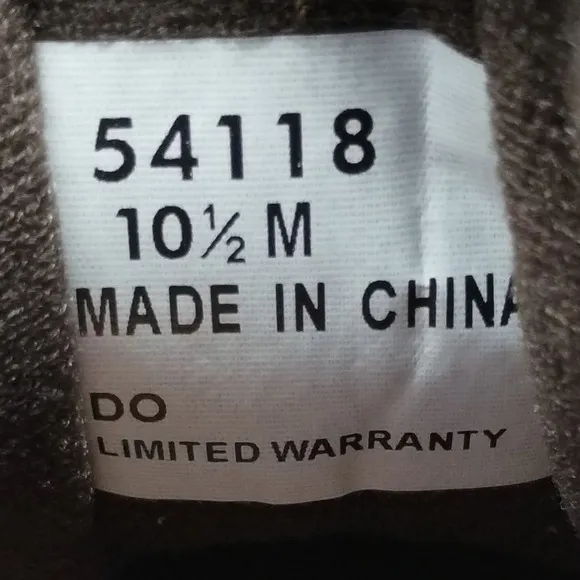 54118
10½ M
MADE IN CHINA
DO
LIMITED WARRANTY